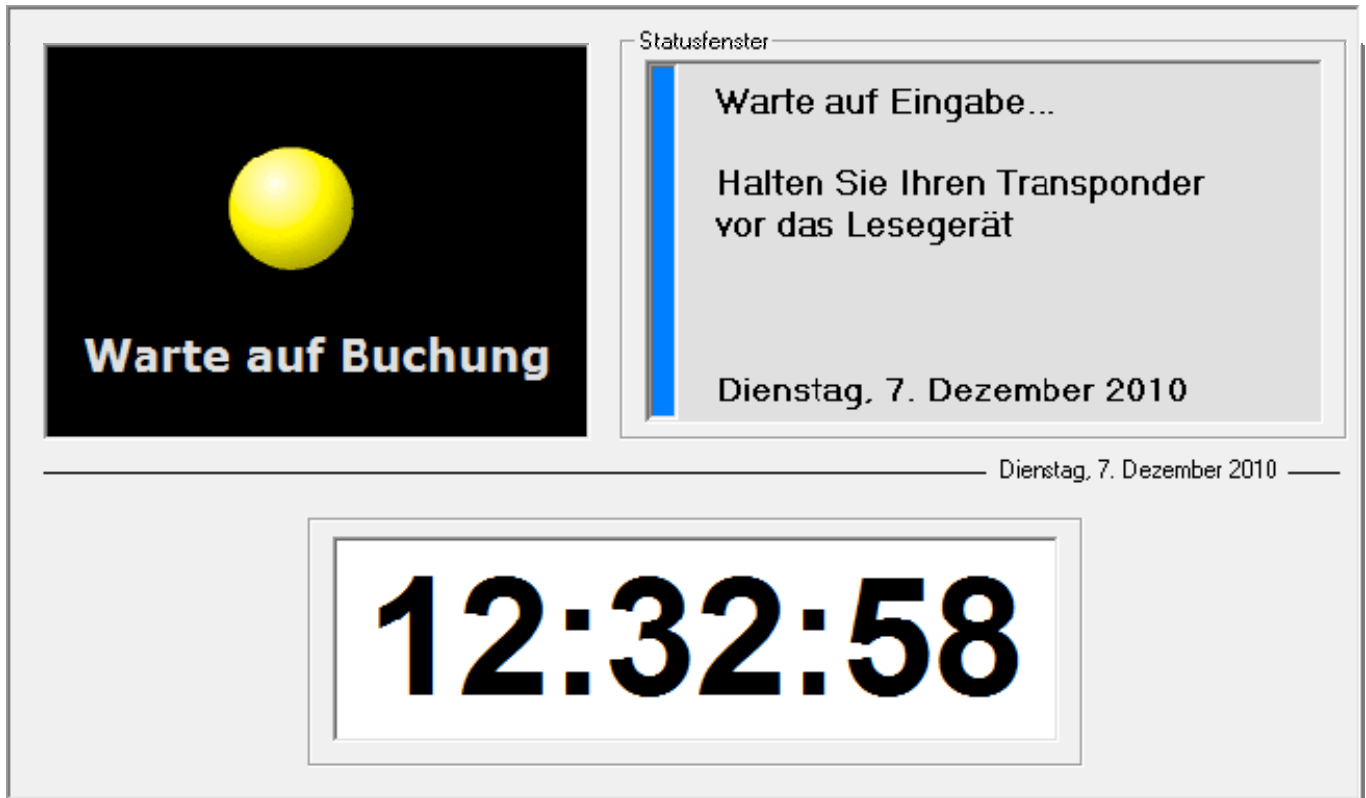 Warte auf Buchung
Statusfenster
Warte auf Eingabe...
Halten Sie Ihren Transponder
vor das Lesegerät
Dienstag, 7. Dezember 2010
Dienstag, 7. Dezember 2010
12:32:58